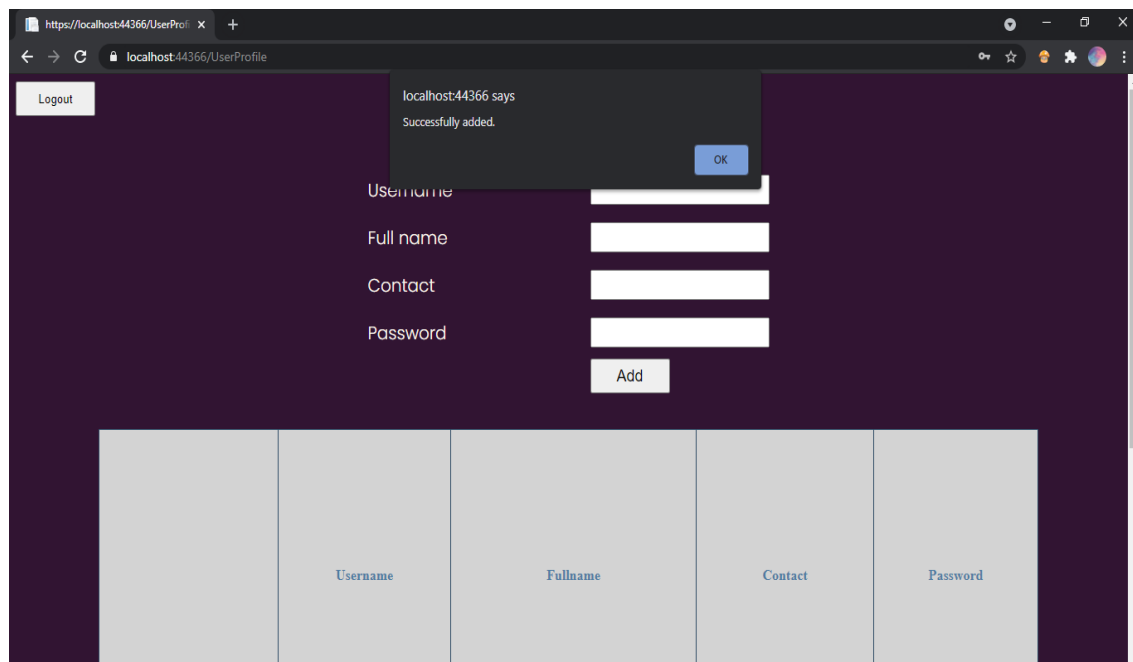 https://localhost:44366/UserProfi
localhost:44366/UserProfile
Logout
localhost:44366 says
Successfully added.
OK
Username
Full name
Contact
Password
Add
Username Fullname Contact Password